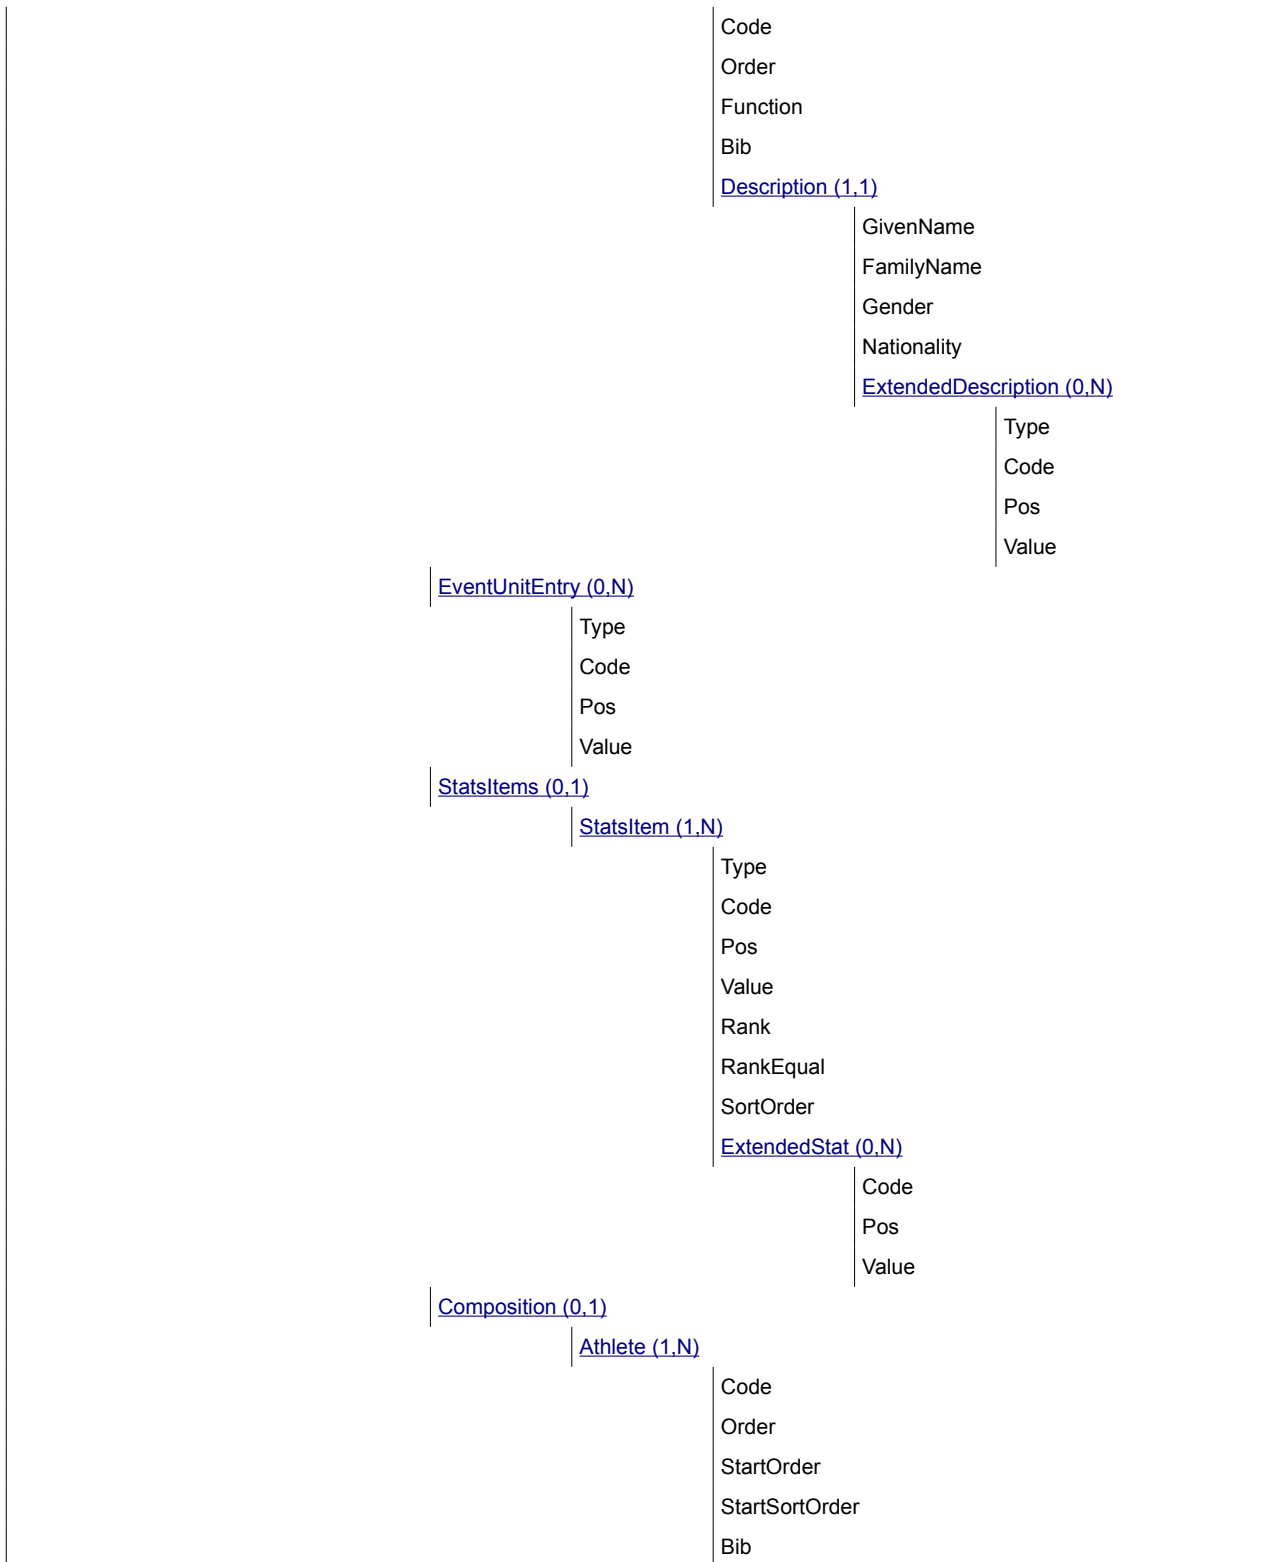 Code
Order
Function
Bib
Description (1,1)
GivenName
FamilyName
Gender
Nationality
ExtendedDescription (0,N)
Type
Code
Pos
Value
EventUnitEntry (0,N)
Type
Code
Pos
Value
StatsItems (0,1)
StatsItem (1,N)
Type
Code
Pos
Value
Rank
RankEqual
SortOrder
ExtendedStat (0,N)
Code
Pos
Value
Composition (0,1)
Athlete (1,N)
Code
Order
StartOrder
StartSortOrder
Bib